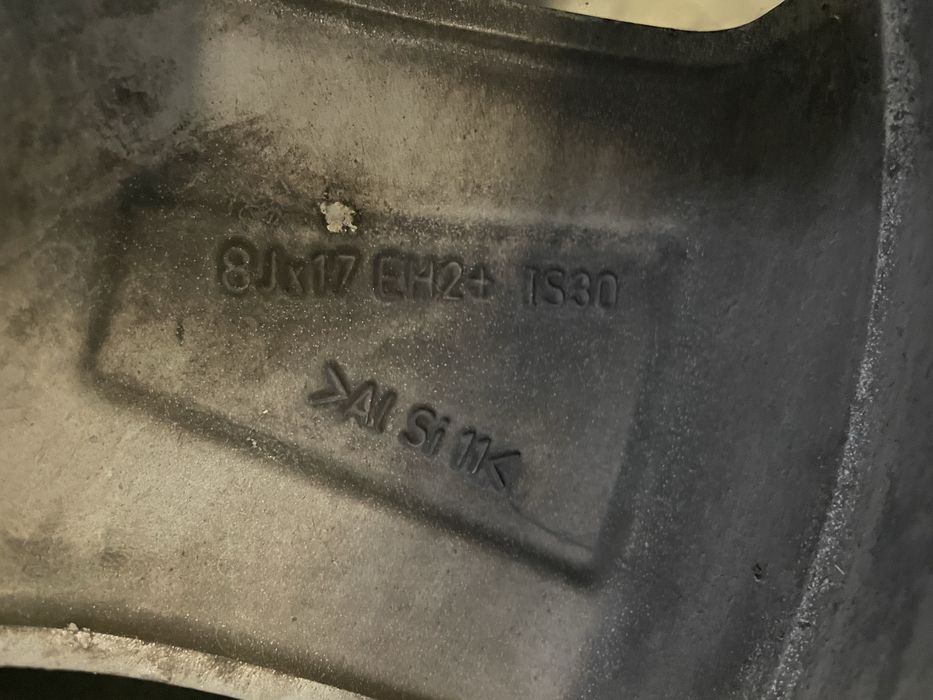 8Jx17 EH2+ IS30
>Al Si 11<